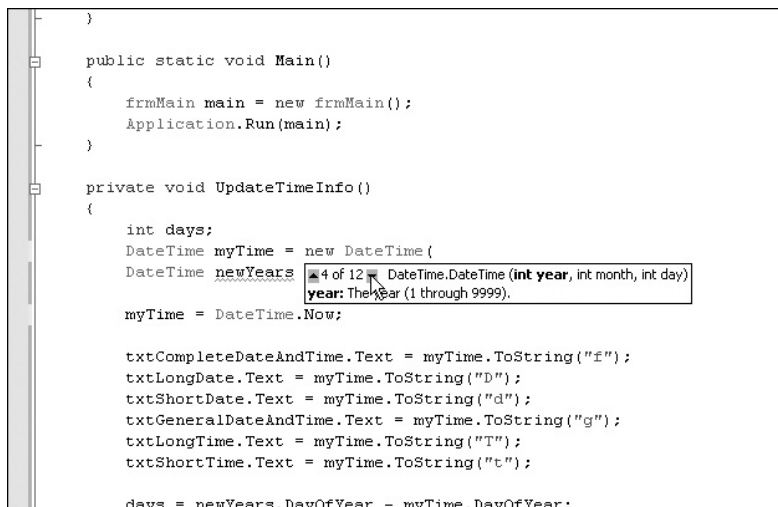 }
public static void Main()
{
frmMain main = new frmMain();
Application.Run(main);
}
private void UpdateTimeInfo()
{
int days;
DateTime myTime = new DateTime(
DateTime newYears
▲4 of 12▼ DateTime.DateTime (int year, int month, int day)
year: The year (1 through 9999).
myTime = DateTime.Now;
txtCompleteDateAndTime.Text = myTime.ToString("f");
txtLongDate.Text = myTime.ToString("D");
txtShortDate.Text = myTime.ToString("d");
txtGeneralDateAndTime.Text = myTime.ToString("g");
txtLongTime.Text = myTime.ToString("T");
txtShortTime.Text = myTime.ToString("t");
days = newYears.DayOfYear - myTime.DayOfYear;